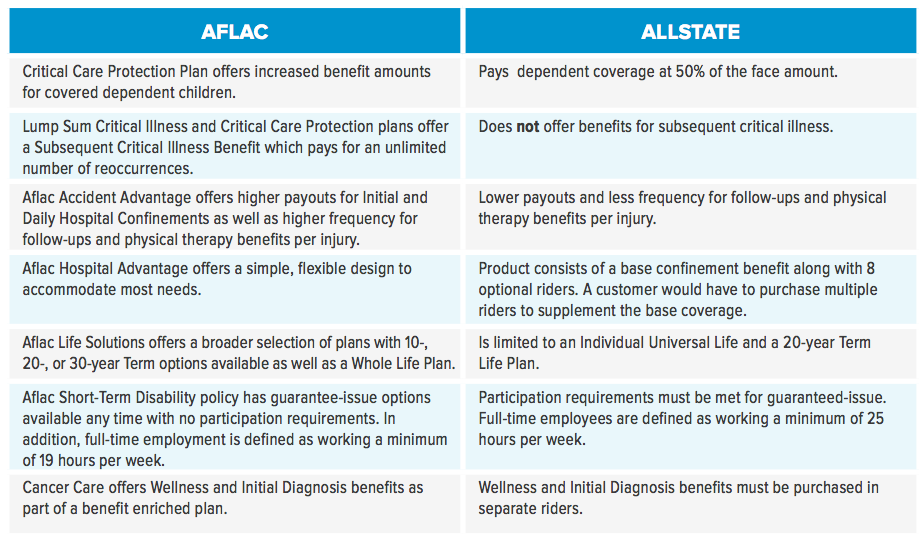 AFLAC
ALLSTATE
Critical Care Protection Plan offers increased benefit amounts
for covered dependent children.
Pays dependent coverage at 50% of the face amount.
Lump Sum Critical Illness and Critical Care Protection plans offer
a Subsequent Critical Illness Benefit which pays for an unlimited
number of reoccurrences.
Does not offer benefits for subsequent critical illness.
Aflac Accident Advantage offers higher payouts for Initial and
Daily Hospital Confinements as well as higher frequency for
follow-ups and physical therapy benefits per injury.
Lower payouts and less frequency for follow-ups and physical
therapy benefits per injury.
Aflac Hospital Advantage offers a simple, flexible design to
accommodate most needs.
Product consists of a base confinement benefit along with 8
optional riders. A customer would have to purchase multiple
riders to supplement the base coverage.
Aflac Life Solutions offers a broader selection of plans with 10-,
20-, or 30-year Term options available as well as a Whole Life Plan.
Is limited to an Individual Universal Life and a 20-year Term
Life Plan.
Aflac Short-Term Disability policy has guarantee-issue options
available any time with no participation requirements. In
addition, full-time employment is defined as working a minimum
of 19 hours per week.
Participation requirements must be met for guaranteed-issue.
Full-time employees are defined as working a minimum of 25
hours per week.
Cancer Care offers Wellness and Initial Diagnosis benefits as
part of a benefit enriched plan.
Wellness and Initial Diagnosis benefits must be purchased in
separate riders.